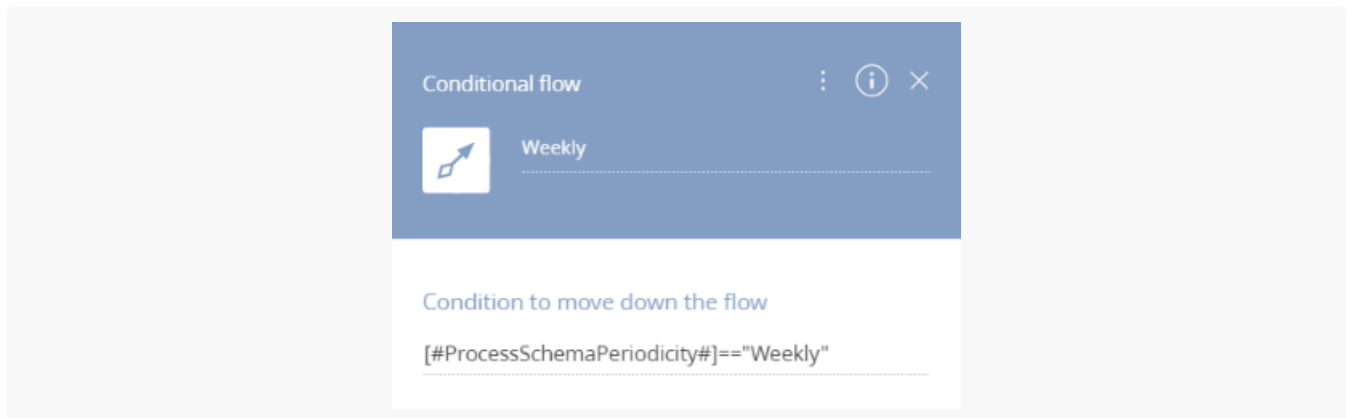 Conditional flow
Weekly
Condition to move down the flow
[#ProcessSchemaPeriodicity#]=="Weekly"